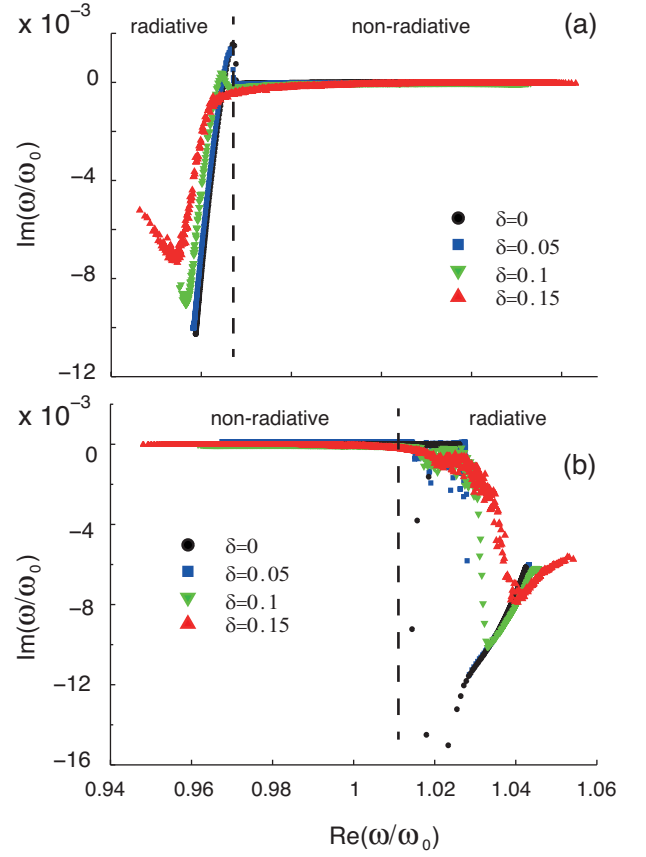 x 10⁻³
radiative
non-radiative
(a)
0
−4
−8
−12
Im(ω/ω₀)
δ=0
δ=0.05
δ=0.1
δ=0.15
x 10⁻³
non-radiative
radiative
(b)
0
−4
−8
−12
−16
Im(ω/ω₀)
δ=0
δ=0.05
δ=0.1
δ=0.15
0.94 0.96 0.98 1 1.02 1.04 1.06
Re(ω/ω₀)